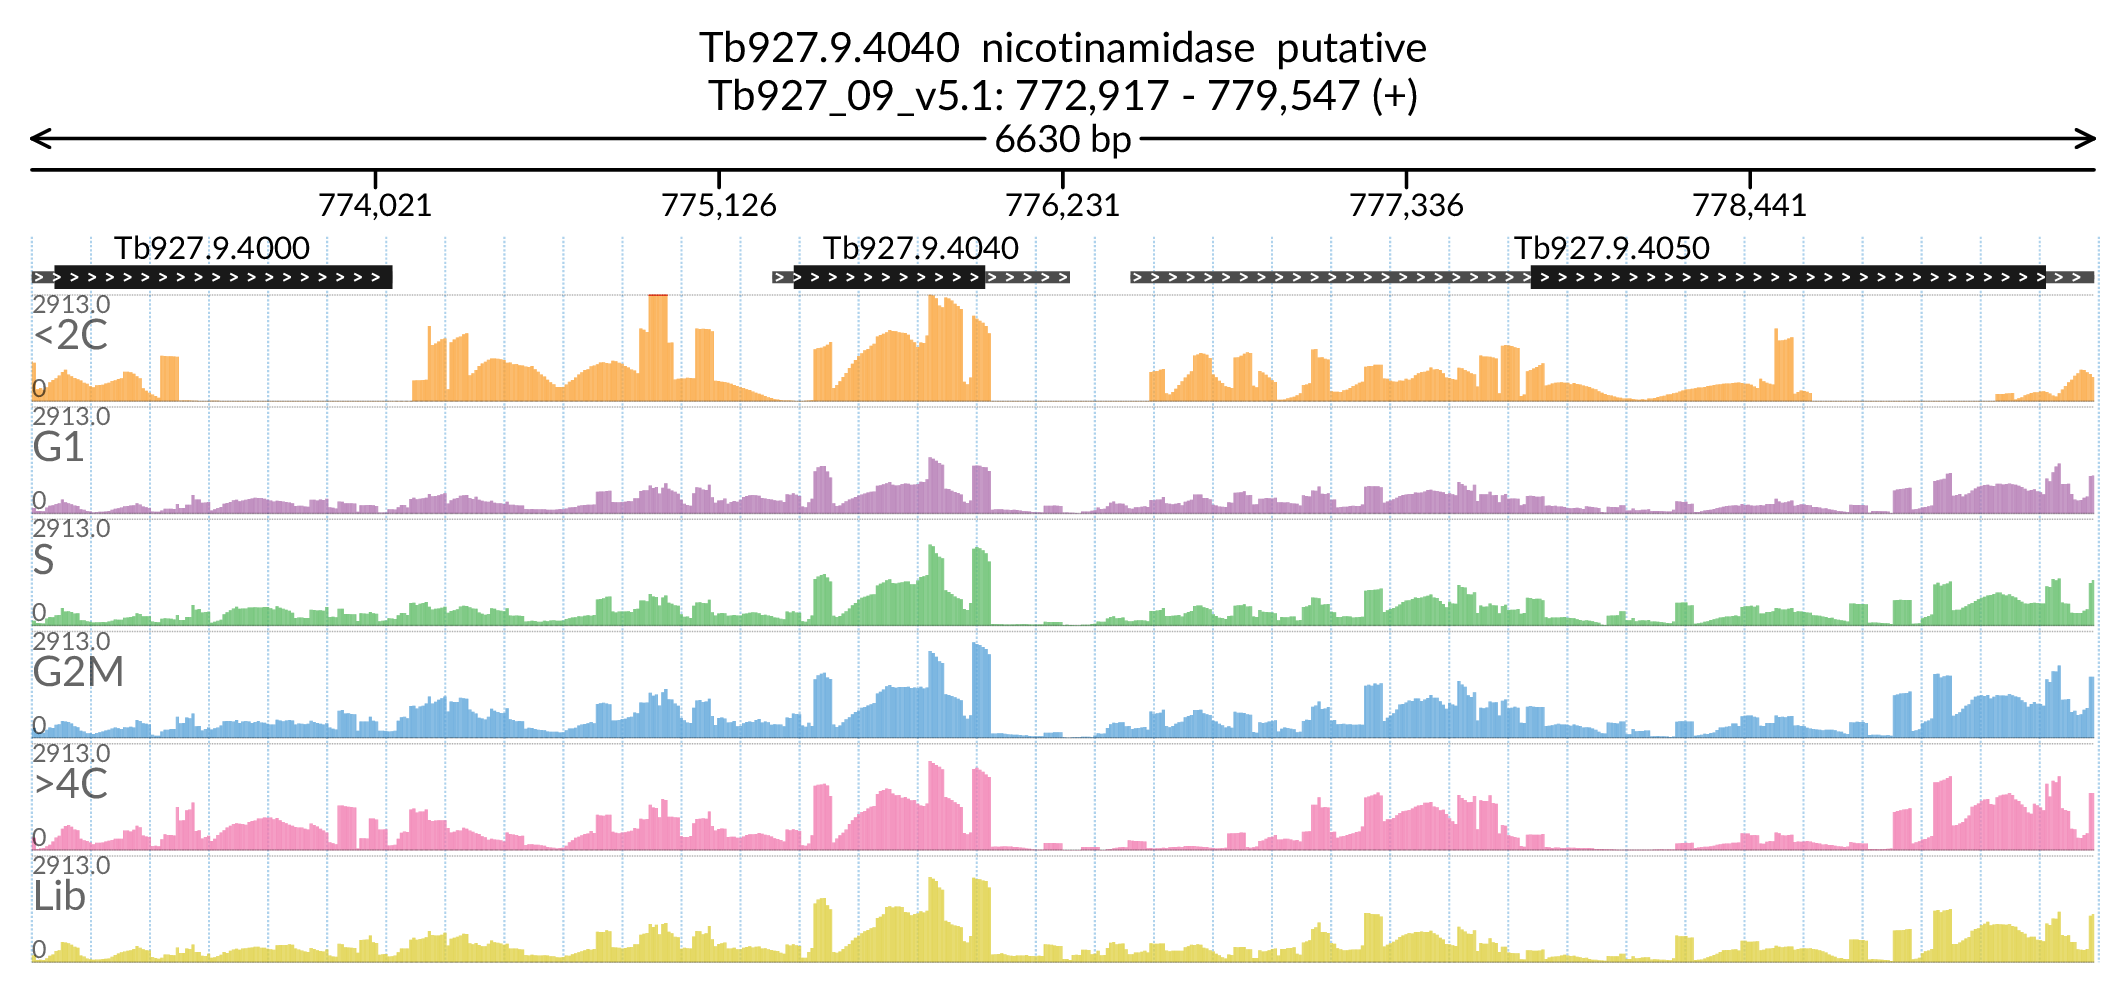 Tb927.9.4040 nicotinamidase putative
Tb927_09_v5.1: 772,917 - 779,547 (+)
6630 bp
774,021 775,126 776,231 777,336 778,441
Tb927.9.4000 Tb927.9.4040 Tb927.9.4050
2913.0
<2C
0
2913.0
G1
0
2913.0
S
0
2913.0
G2M
0
2913.0
>4C
0
2913.0
Lib
0